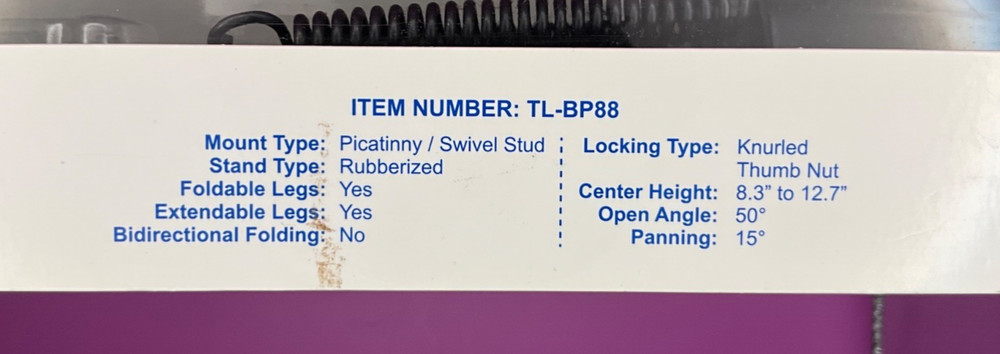 ITEM NUMBER: TL-BP88
Mount Type: Picatinny / Swivel Stud
Stand Type: Rubberized
Foldable Legs: Yes
Extendable Legs: Yes
Bidirectional Folding: No
Locking Type: Knurled
Thumb Nut
Center Height: 8.3” to 12.7”
Open Angle: 50°
Panning: 15°